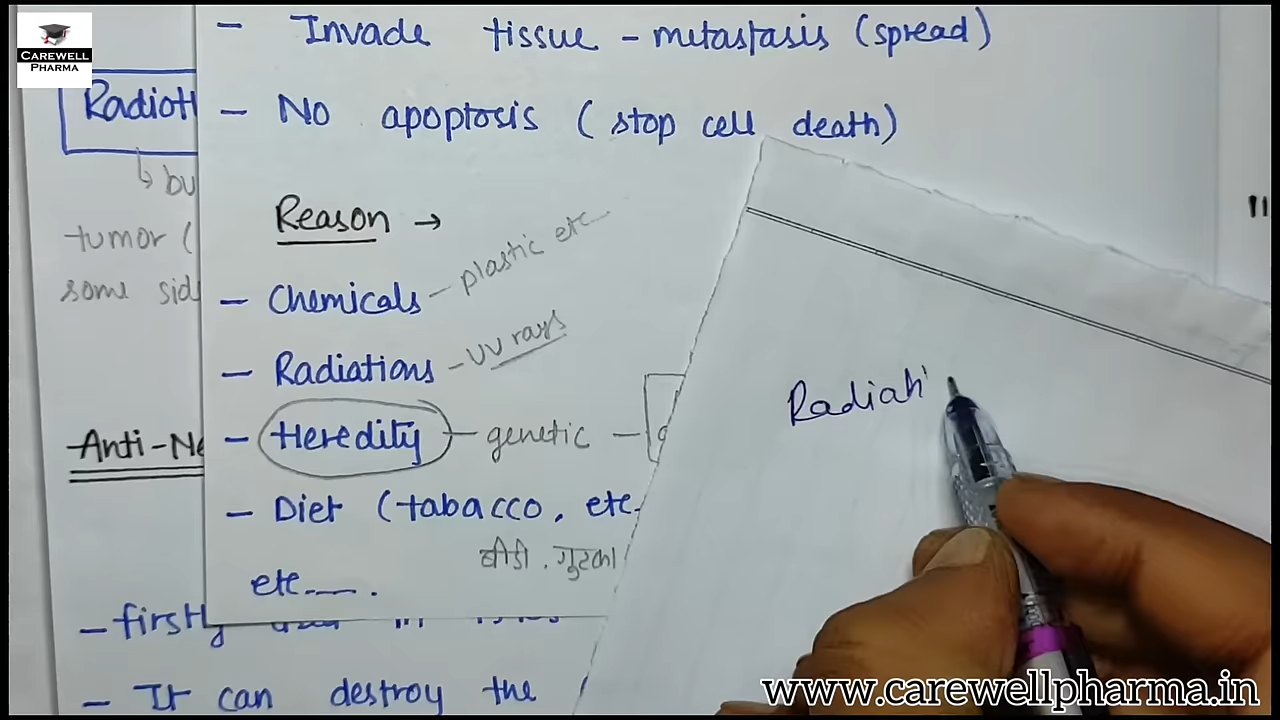 CAREWELL
PHARMA
- Invade tissue - metastasis (spread)
- No apoptosis (stop cell death)
Reason →
- Chemicals - plastic etc
- Radiations - UV rays
- Heredity - genetic -
- Diet (tabacco, etc.
बीडी . गुटका
etc .
tumor (
some
Anti-Ne
- firstly
- It can destroy the
Radiati
www.carewellpharma.in